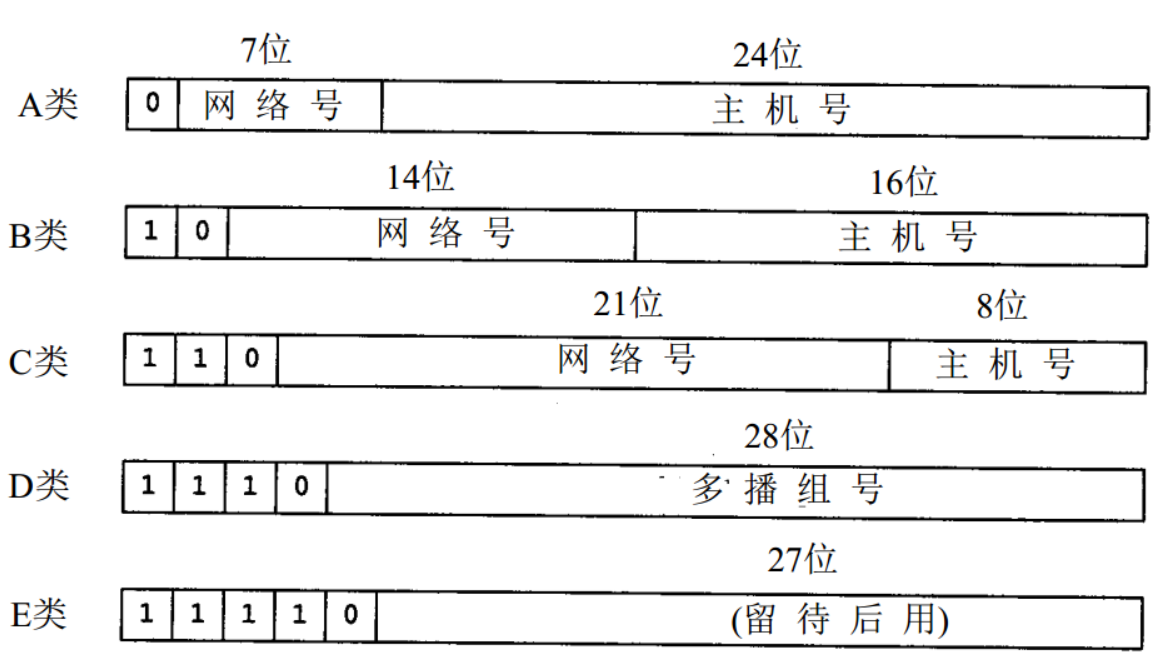 7位 24位
A类 0 网络号 主机号
14位 16位
B类 1 0 网络号 主机号
21位 8位
C类 1 1 0 网络号 主机号
28位
D类 1 1 1 0 多播组号
27位
E类 1 1 1 1 0 (留待后用)